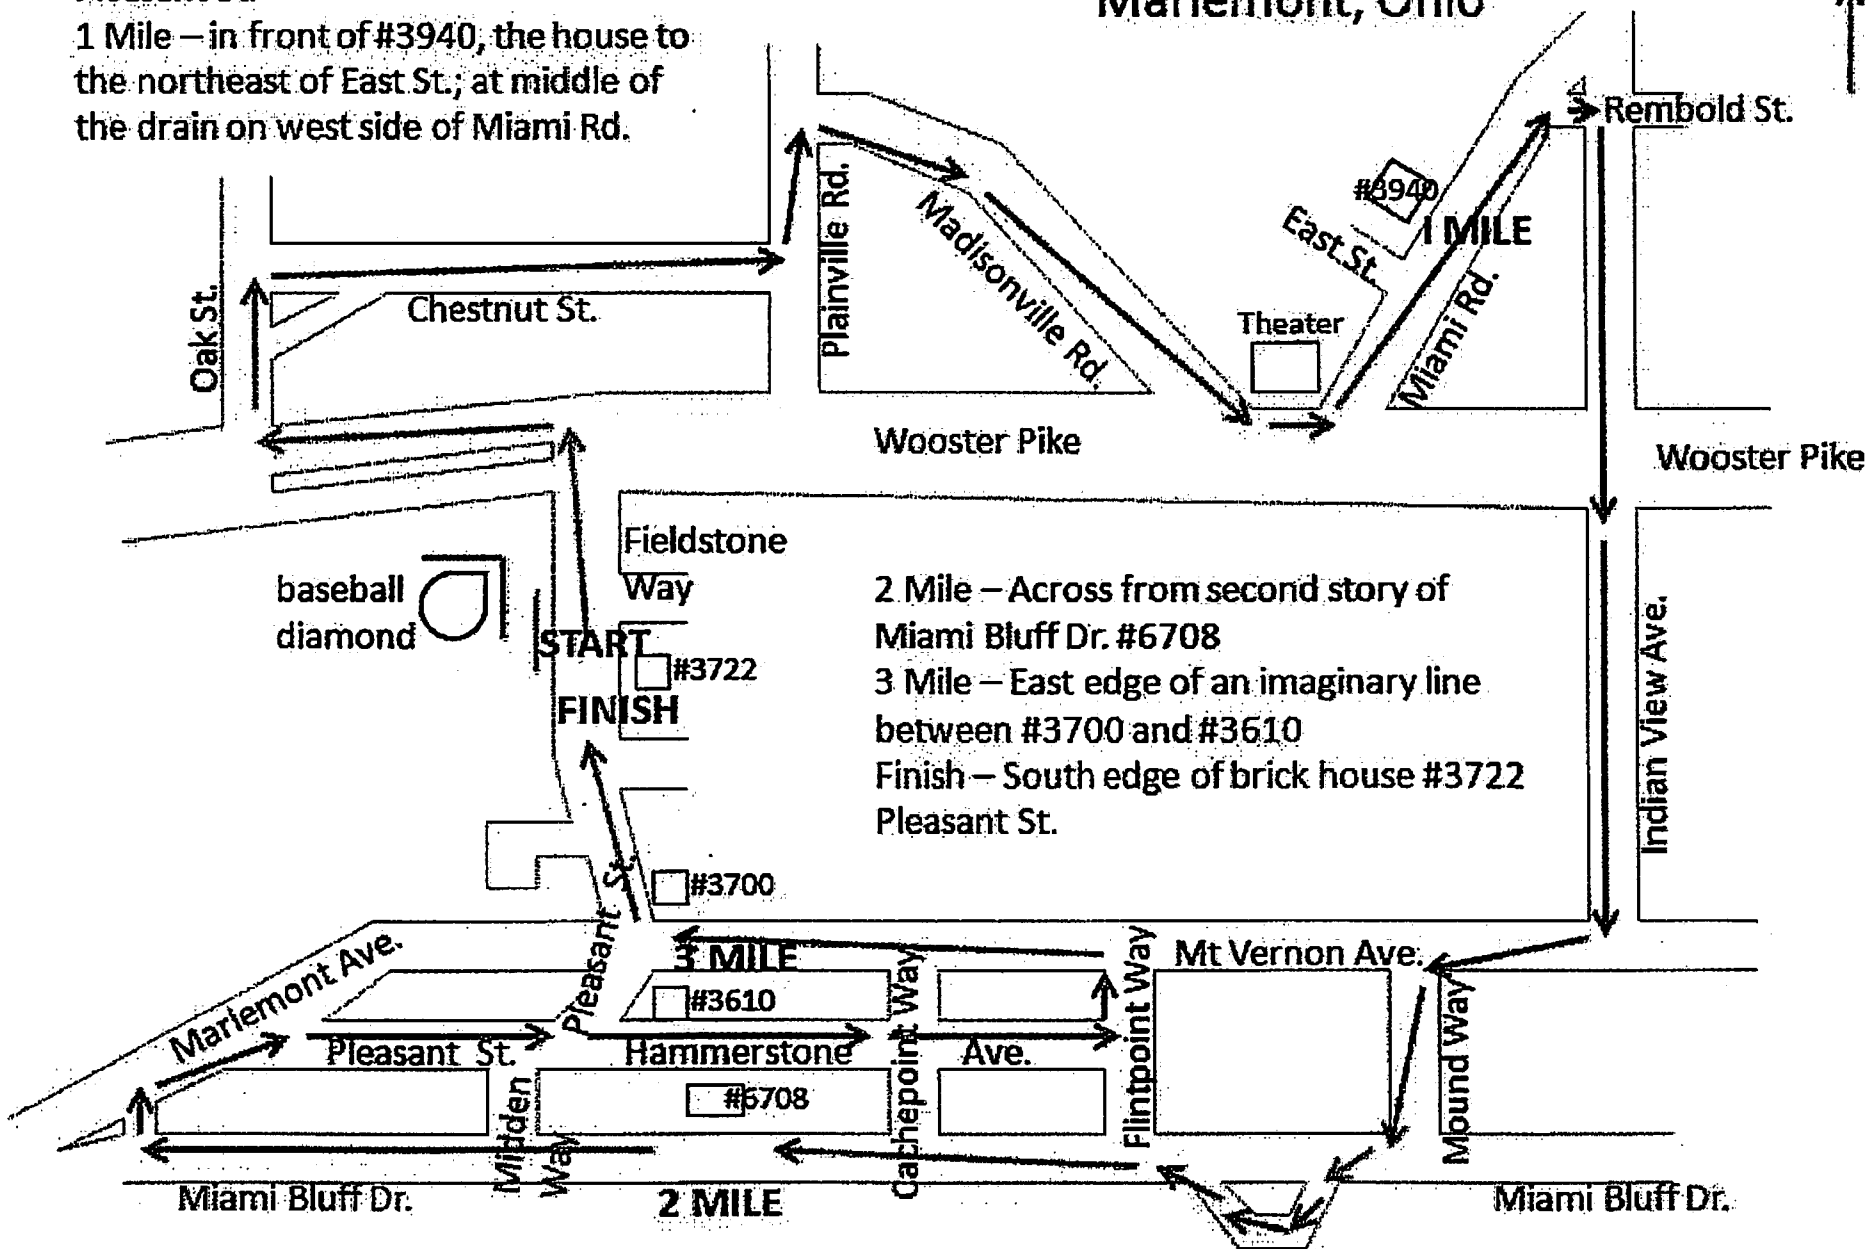 Mariemont, Ohio
1 Mile – in front of #3940, the house to
the northeast of East St.; at middle of
the drain on west side of Miami Rd.
Rembold St.
#3940
1 MILE
East St.
Miami Rd.
Plainville Rd.
Madisonville Rd.
Oak St.
Chestnut St.
Theater
Wooster Pike
Wooster Pike
Fieldstone
Way
baseball
diamond
START
#3722
FINISH
2 Mile – Across from second story of
Miami Bluff Dr. #6708
3 Mile – East edge of an imaginary line
between #3700 and #3610
Finish – South edge of brick house #3722
Pleasant St.
Indian View Ave.
#3700
Pleasant St.
Mariemont Ave.
3 MILE
Mt Vernon Ave.
#3610
Pleasant St.
Hammerstone Ave.
Cachepoint Way
Flintpoint Way
Mound Way
#6708
Midden
Way
Miami Bluff Dr.
2 MILE
Miami Bluff Dr.